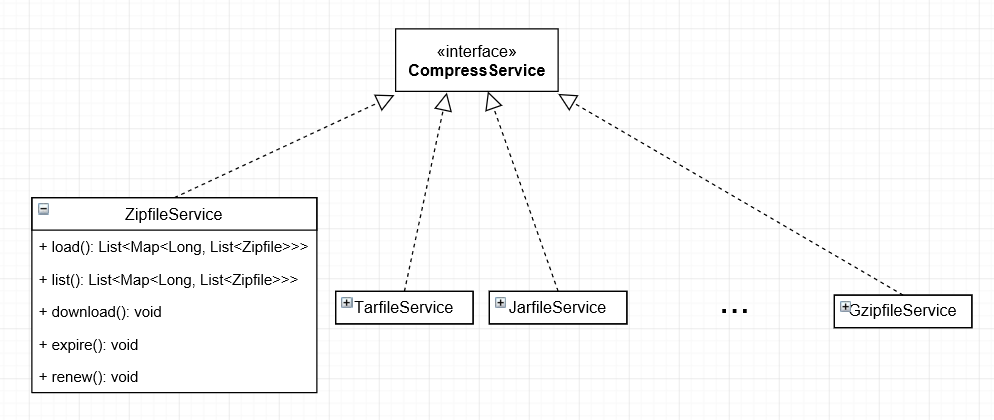 «interface»
CompressService
ZipfileService
+ load(): List<Map<Long, List<Zipfile>>>
+ list(): List<Map<Long, List<Zipfile>>>
+ download(): void
+ expire(): void
+ renew(): void
TarfileService
JarfileService
...
GzipfileService